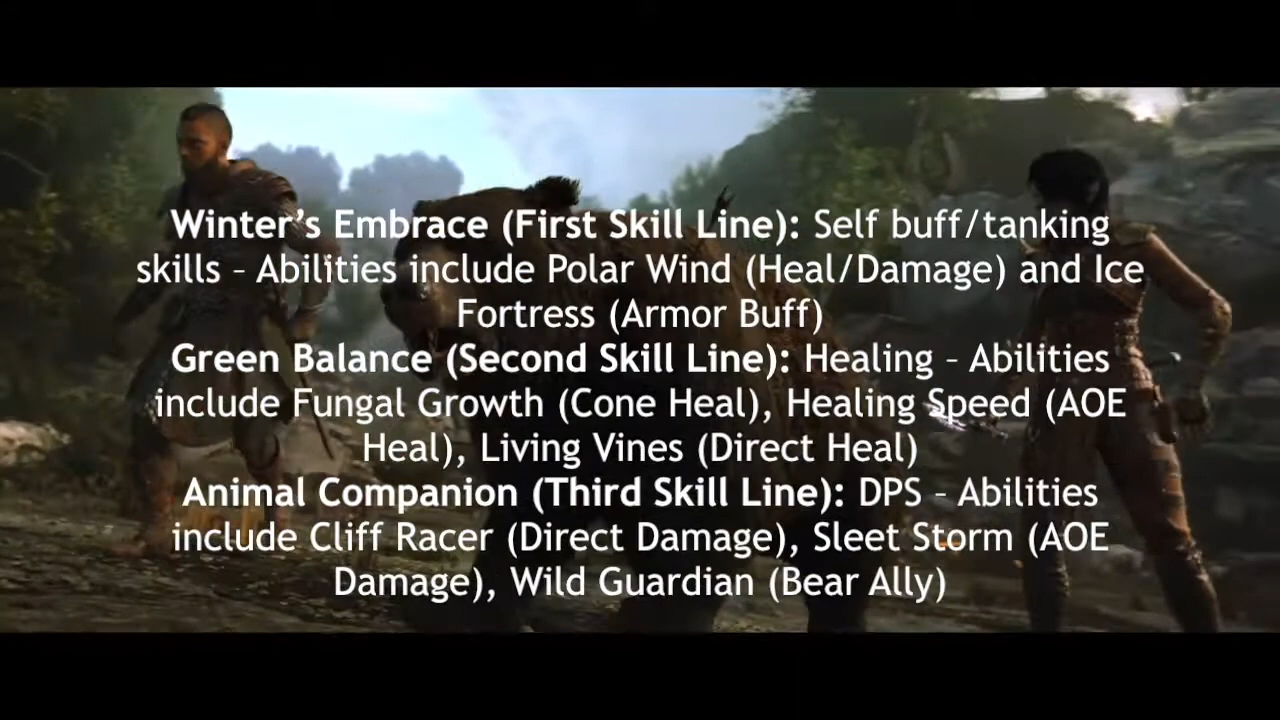 Winter’s Embrace (First Skill Line): Self buff/tanking
skills – Abilities include Polar Wind (Heal/Damage) and Ice
Fortress (Armor Buff)
Green Balance (Second Skill Line): Healing – Abilities
include Fungal Growth (Cone Heal), Healing Speed (AOE
Heal), Living Vines (Direct Heal)
Animal Companion (Third Skill Line): DPS – Abilities
include Cliff Racer (Direct Damage), Sleet Storm (AOE
Damage), Wild Guardian (Bear Ally)